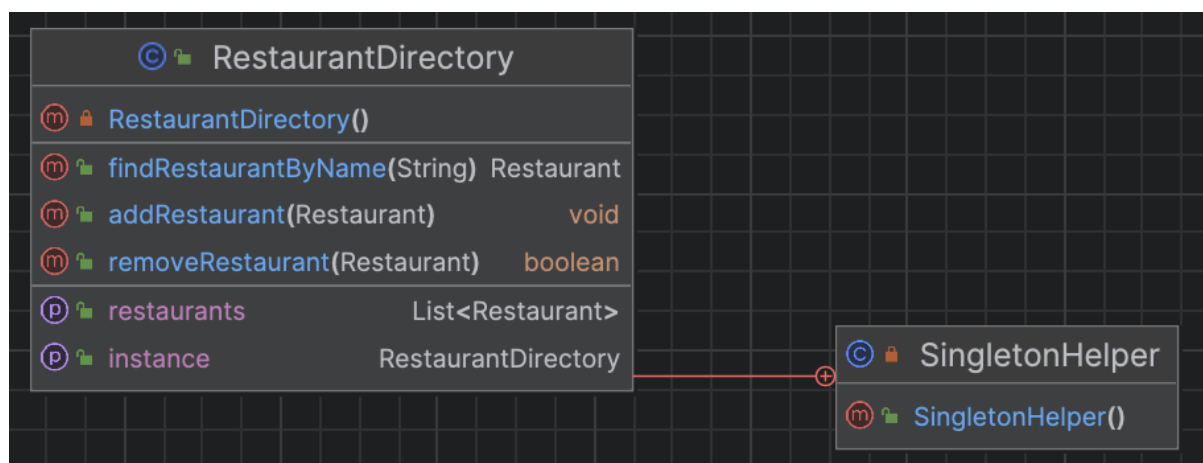 RestaurantDirectory
RestaurantDirectory()
findRestaurantByName(String) Restaurant
addRestaurant(Restaurant) void
removeRestaurant(Restaurant) boolean
restaurants List<Restaurant>
instance RestaurantDirectory
SingletonHelper
SingletonHelper()